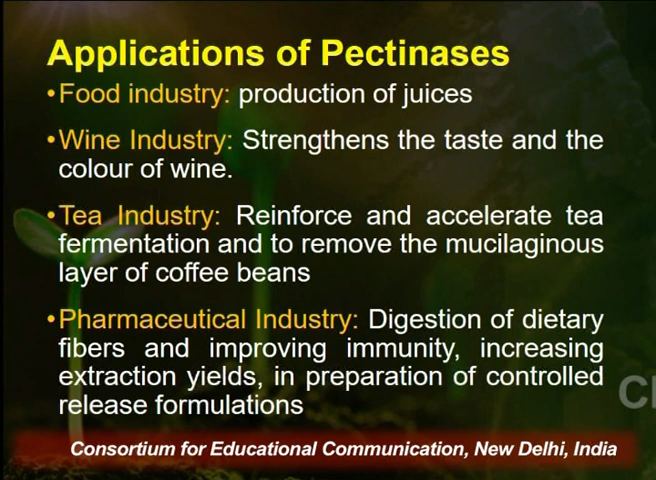 Applications of Pectinases
•Food industry: production of juices
•Wine Industry: Strengthens the taste and the
colour of wine.
•Tea Industry: Reinforce and accelerate tea
fermentation and to remove the mucilaginous
layer of coffee beans
•Pharmaceutical Industry: Digestion of dietary
fibers and improving immunity, increasing
extraction yields, in preparation of controlled
release formulations
Consortium for Educational Communication, New Delhi, India